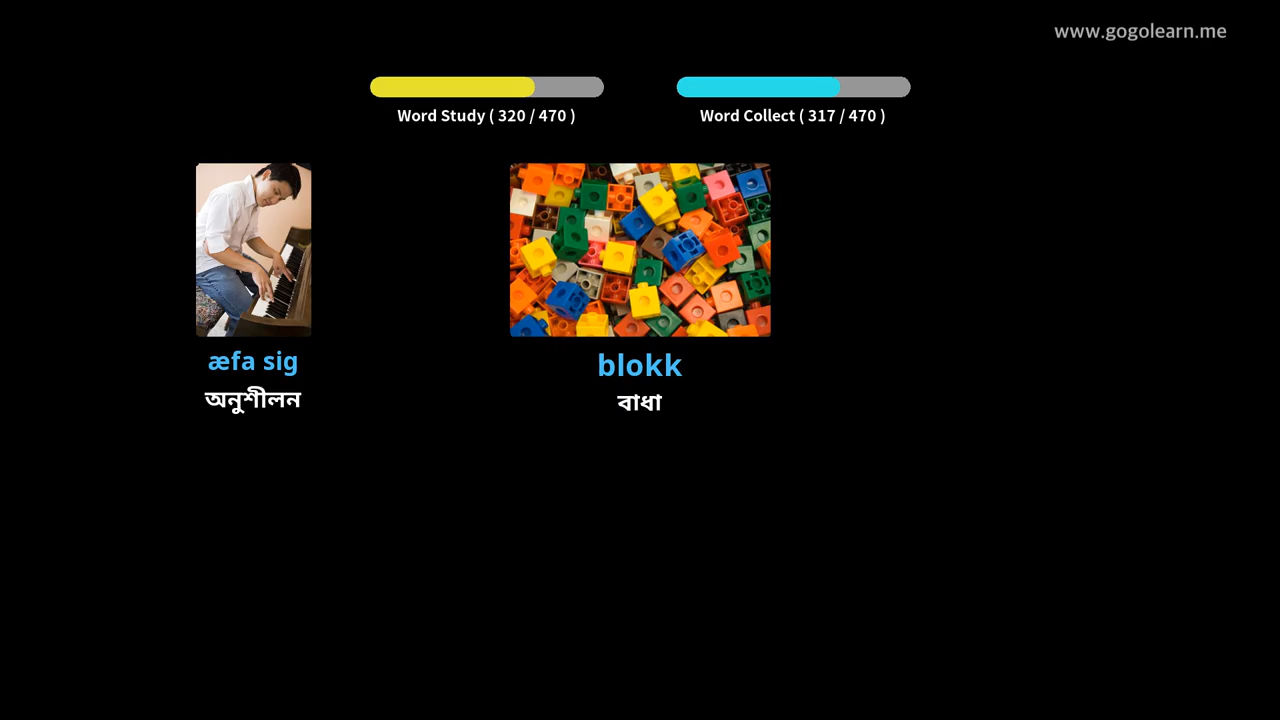 www.gogolearn.me
Word Study ( 320 / 470 )
Word Collect ( 317 / 470 )
æfa sig
অনুশীলন
blokk
বাধা